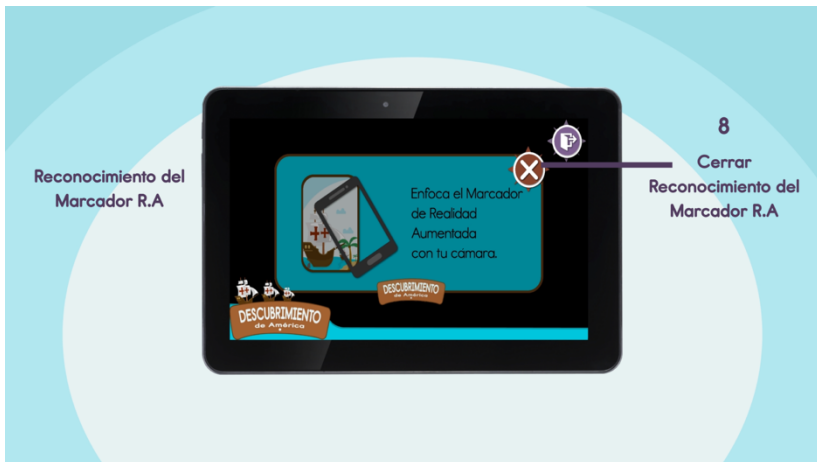 Reconocimiento del
Marcador R.A
Enfoca el Marcador
de Realidad
Aumentada
con tu cámara.
DESCUBRIMIENTO
de América
DESCUBRIMIENTO
de América
8
Cerrar
Reconocimiento del
Marcador R.A